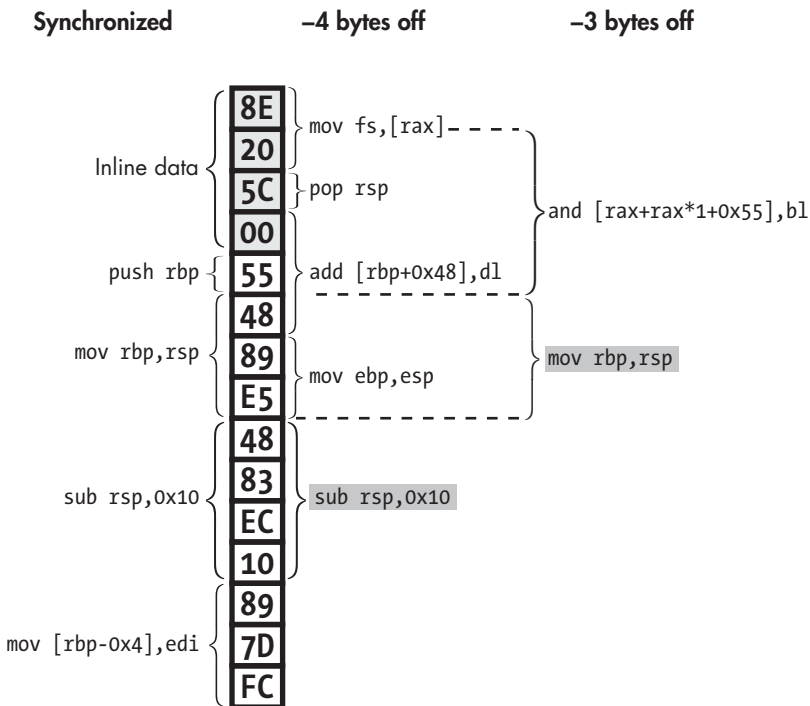 Synchronized –4 bytes off –3 bytes off
8E
mov fs,[rax]
20
Inline data
5C
pop rsp
and [rax+rax*1+0x55],bl
00
push rbp
55
add [rbp+0x48],dl
48
mov rbp,rsp
89
mov ebp,esp
mov rbp,rsp
E5
48
83
sub rsp,0x10
sub rsp,0x10
EC
10
89
mov [rbp-0x4],edi
7D
FC